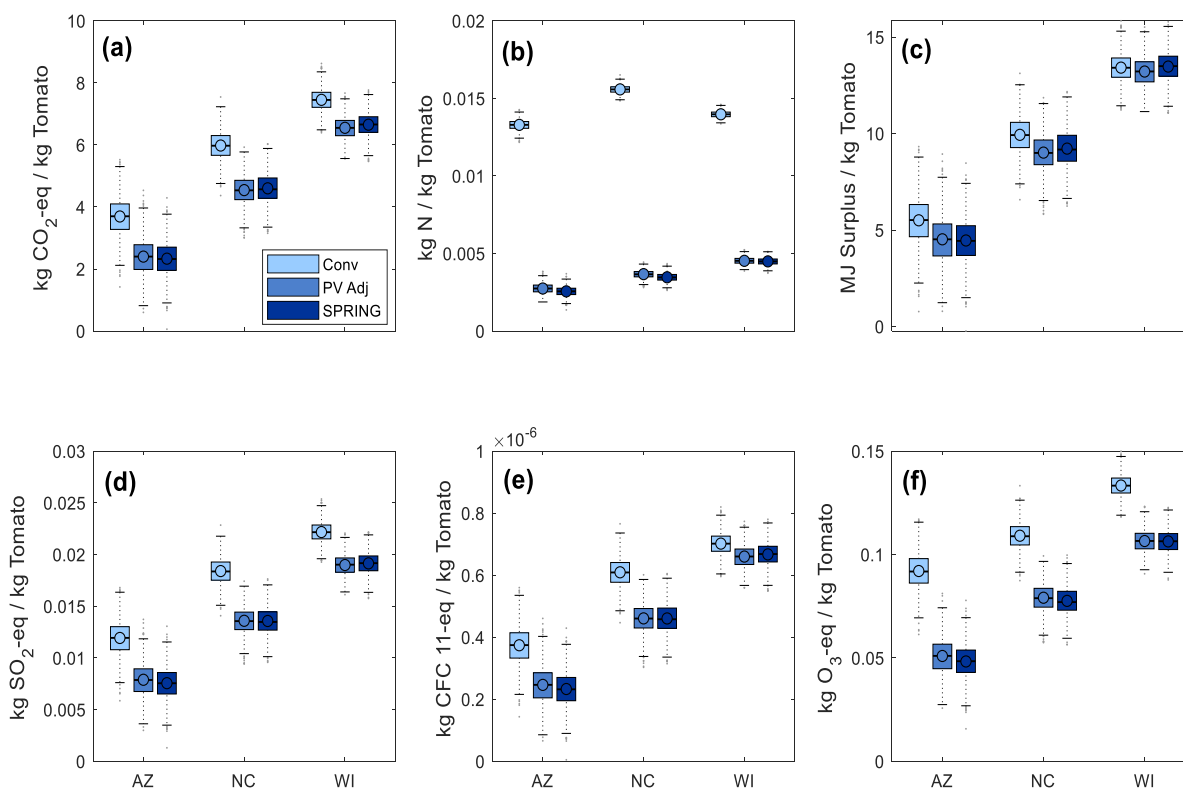 (a)
kg CO2-eq / kg Tomato
10
8
6
4
2
0
Conv
PV Adj
SPRING
(b)
kg N / kg Tomato
0.02
0.015
0.01
0.005
0
(c)
MJ Surplus / kg Tomato
15
10
5
0
(d)
kg SO2-eq / kg Tomato
0.03
0.025
0.02
0.015
0.01
0.005
0
AZ NC WI
(e)
×10-6
kg CFC 11-eq / kg Tomato
1
0.8
0.6
0.4
0.2
0
AZ NC WI
(f)
kg O3-eq / kg Tomato
0.15
0.1
0.05
0
AZ NC WI